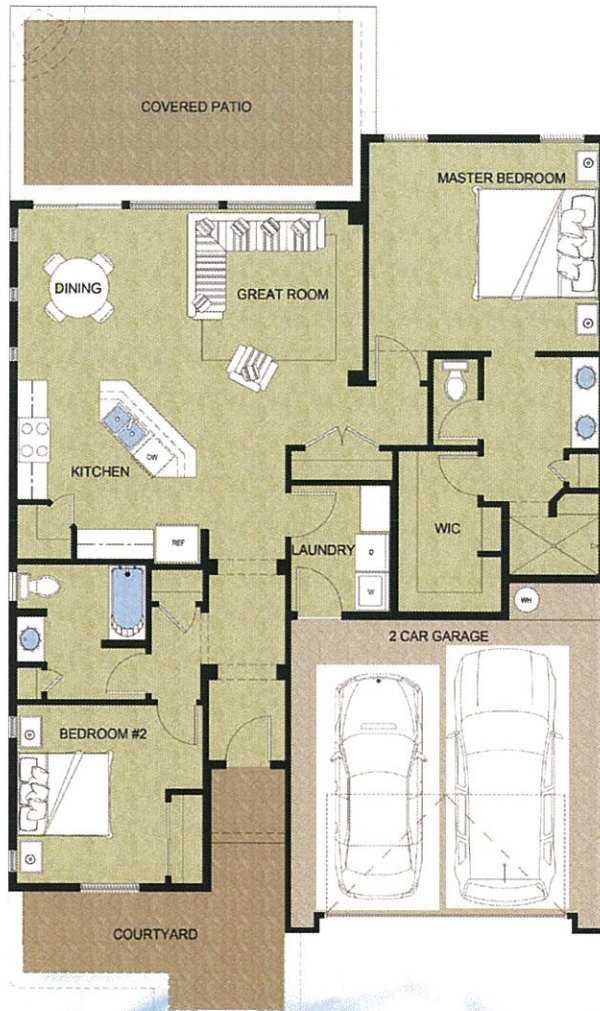 COVERED PATIO
MASTER BEDROOM
DINING
GREAT ROOM
DW
KITCHEN
REF
LAUNDRY
D
W
WIC
WH
2 CAR GARAGE
BEDROOM #2
COURTYARD